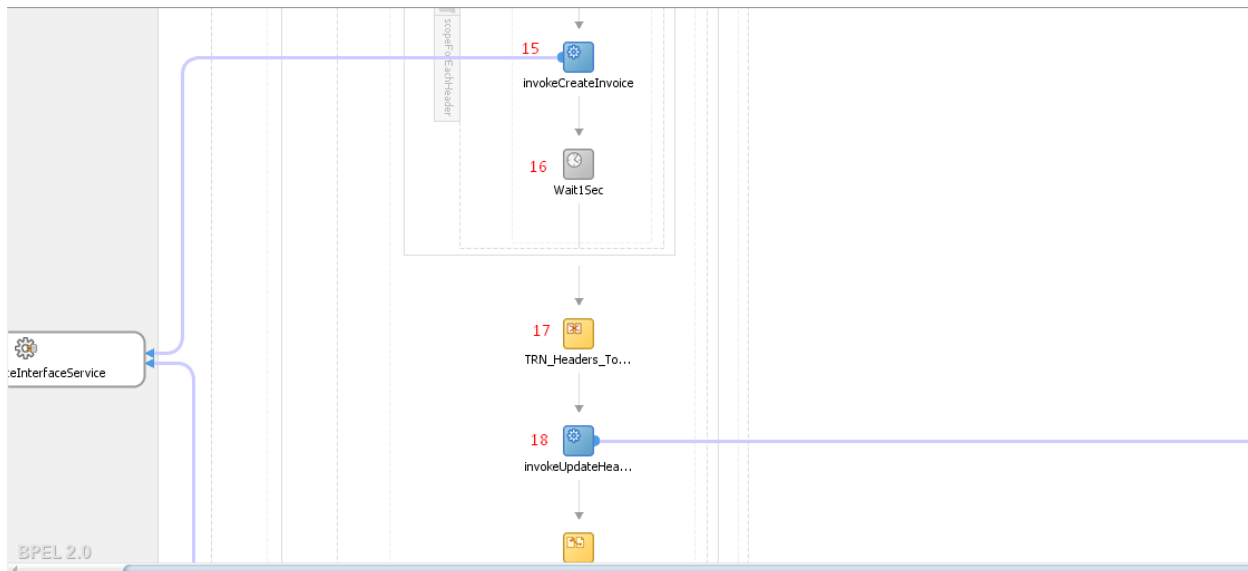 scopeForEachHeader
15
invokeCreateInvoice
16
Wait1Sec
17
TRN_Headers_To...
eInterfaceService
18
invokeUpdateHea...
BPEL 2.0